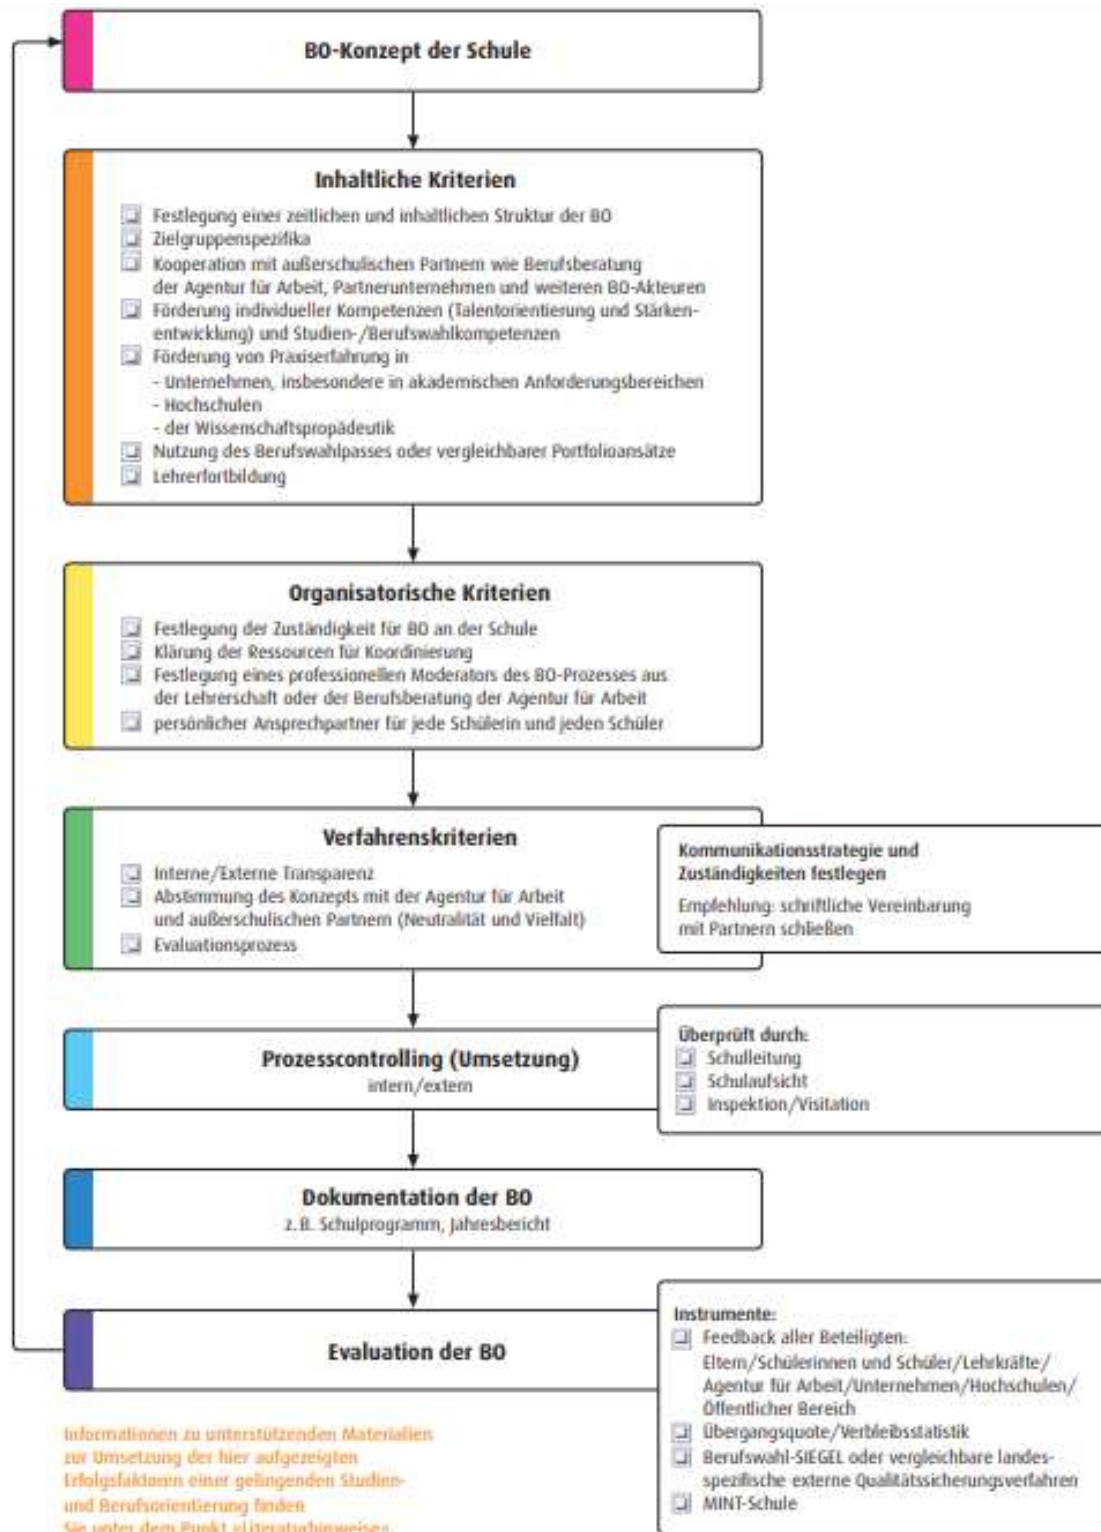 BO-Konzept der Schule
Inhaltliche Kriterien
Festlegung einer zeitlichen und inhaltlichen Struktur der BO
Zielgruppenspezifika
Kooperation mit außerschulischen Partnern wie Berufsberatung
der Agentur für Arbeit, Partnerunternehmen und weiteren BO-Akteuren
Förderung individueller Kompetenzen (Talentorientierung und Stärken-
entwicklung) und Studien-/Berufswahlkompetenzen
Förderung von Praxiserfahrung in
- Unternehmen, insbesondere in akademischen Anforderungsbereichen
- Hochschulen
- der Wissenschaftspropädeutik
Nutzung des Berufswahlpasses oder vergleichbarer Portfolioansätze
Lehrerfortbildung
Organisatorische Kriterien
Festlegung der Zuständigkeit für BO an der Schule
Klärung der Ressourcen für Koordinierung
Festlegung eines professionellen Moderators des BO-Prozesses aus
der Lehrerschaft oder der Berufsberatung der Agentur für Arbeit
persönlicher Ansprechpartner für jede Schülerin und jeden Schüler
Verfahrenskriterien
Interne/Externe Transparenz
Abstimmung des Konzepts mit der Agentur für Arbeit
und außerschulischen Partnern (Neutralität und Vielfalt)
Evaluationsprozess
Kommunikationsstrategie und
Zuständigkeiten festlegen
Empfehlung: schriftliche Vereinbarung
mit Partnern schließen
Prozesscontrolling (Umsetzung)
intern/extern
Überprüft durch:
Schulleitung
Schulaufsicht
Inspektion/Visitation
Dokumentation der BO
z. B. Schulprogramm, Jahresbericht
Evaluation der BO
Instrumente:
Feedback aller Beteiligten:
Eltern/Schülerinnen und Schüler/Lehrkräfte/
Agentur für Arbeit/Unternehmen/Hochschulen/
Öffentlicher Bereich
Übergangsquote/Verbleibsstatistik
Berufswahl-SIEGEL oder vergleichbare landes-
spezifische externe Qualitätssicherungsverfahren
MINT-Schule
Informationen zu unterstützenden Materialien
zur Umsetzung der hier aufgezeigten
Erfolgsfaktoren einer gelingenden Studien-
und Berufsorientierung finden
Sie unter dem Punkt »Literaturhinweise«.